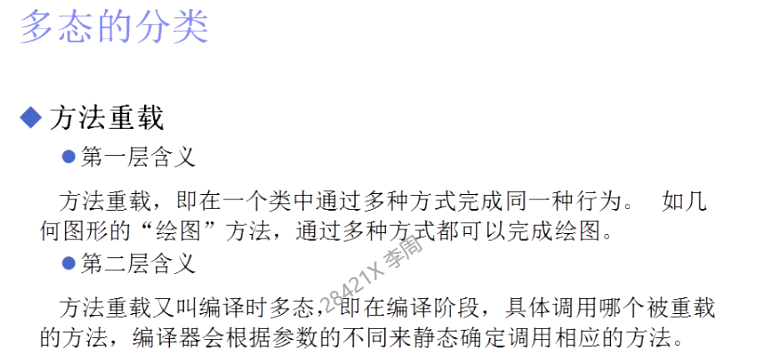 多态的分类
方法重载
第一层含义
方法重载，即在一个类中通过多种方式完成同一种行为。 如几
何图形的“绘图”方法，通过多种方式都可以完成绘图。
第二层含义
28421X 李周
方法重载又叫编译时多态，即在编译阶段，具体调用哪个被重载
的方法，编译器会根据参数的不同来静态确定调用相应的方法。